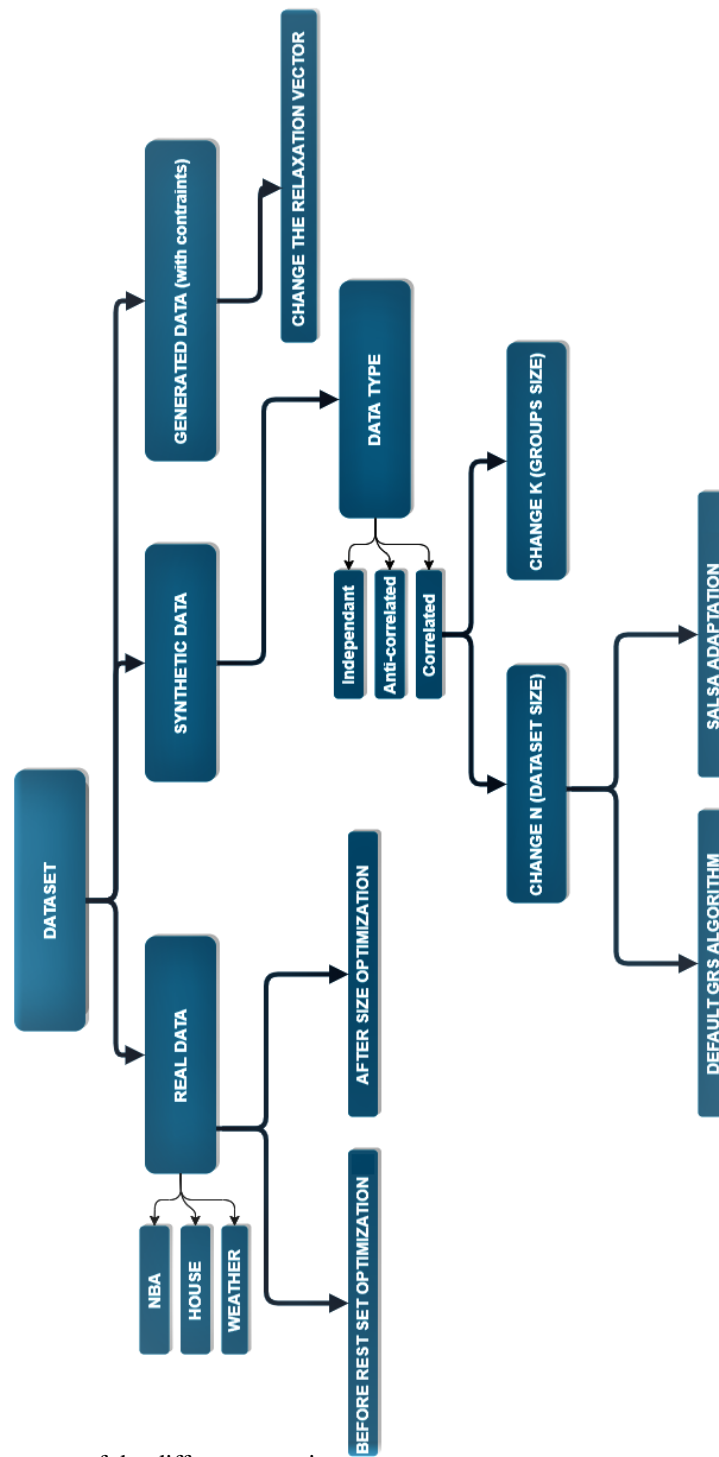 DATASET
REAL DATA
SYNTHETIC DATA
GENERATED DATA (with contraints)
NBA
HOUSE
WEATHER
CHANGE THE RELAXATION VECTOR
BEFORE REST SET OPTIMIZATION
AFTER SIZE OPTIMIZATION
DATA TYPE
Independant
Anti-correlated
Correlated
CHANGE N (DATASET SIZE)
CHANGE K (GROUPS SIZE)
DEFAULT GRS ALGORITHM
SALSA ADAPTATION